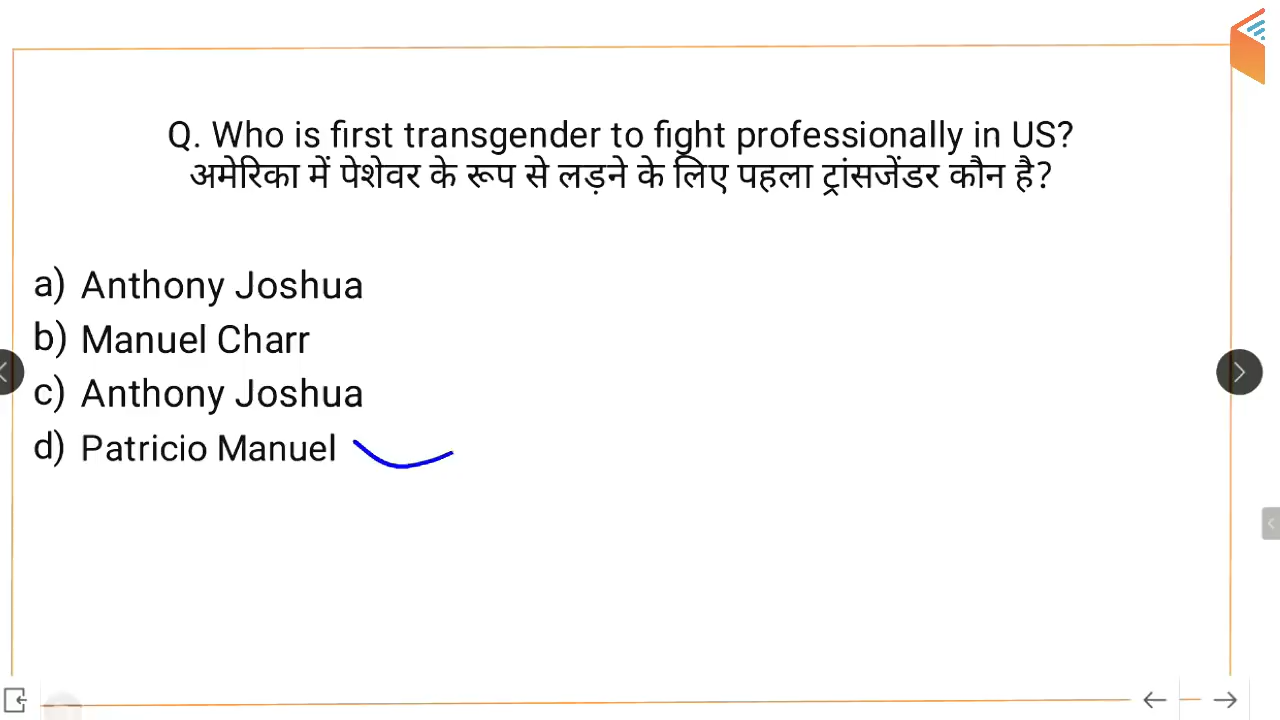 Q. Who is first transgender to fight professionally in US?
अमेरिका में पेशेवर के रूप से लड़ने के लिए पहला ट्रांसजेंडर कौन है?
a) Anthony Joshua
b) Manuel Charr
c) Anthony Joshua
d) Patricio Manuel